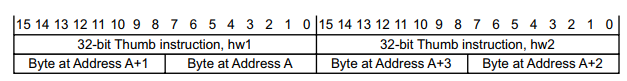 15 14 13 12 11 10 9 8 7 6 5 4 3 2 1 0 15 14 13 12 11 10 9 8 7 6 5 4 3 2 1 0
32-bit Thumb instruction, hw1 32-bit Thumb instruction, hw2
Byte at Address A+1 Byte at Address A Byte at Address A+3 Byte at Address A+2